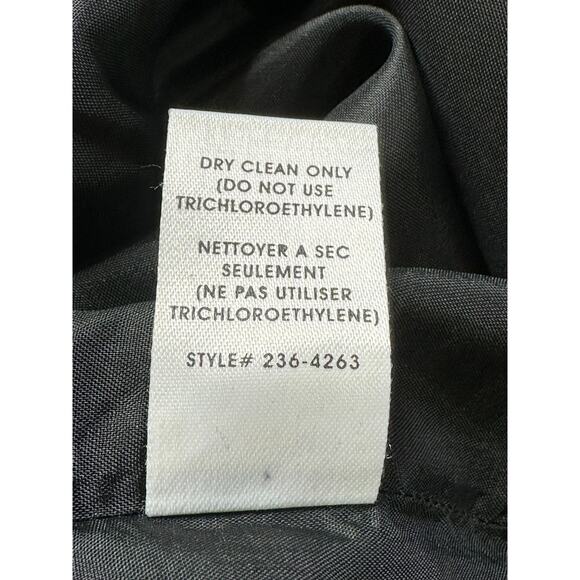 DRY CLEAN ONLY
(DO NOT USE
TRICHLOROETHYLENE)
NETTOYER A SEC
SEULEMENT
(NE PAS UTILISER
TRICHLOROETHYLENE)
STYLE# 236-4263